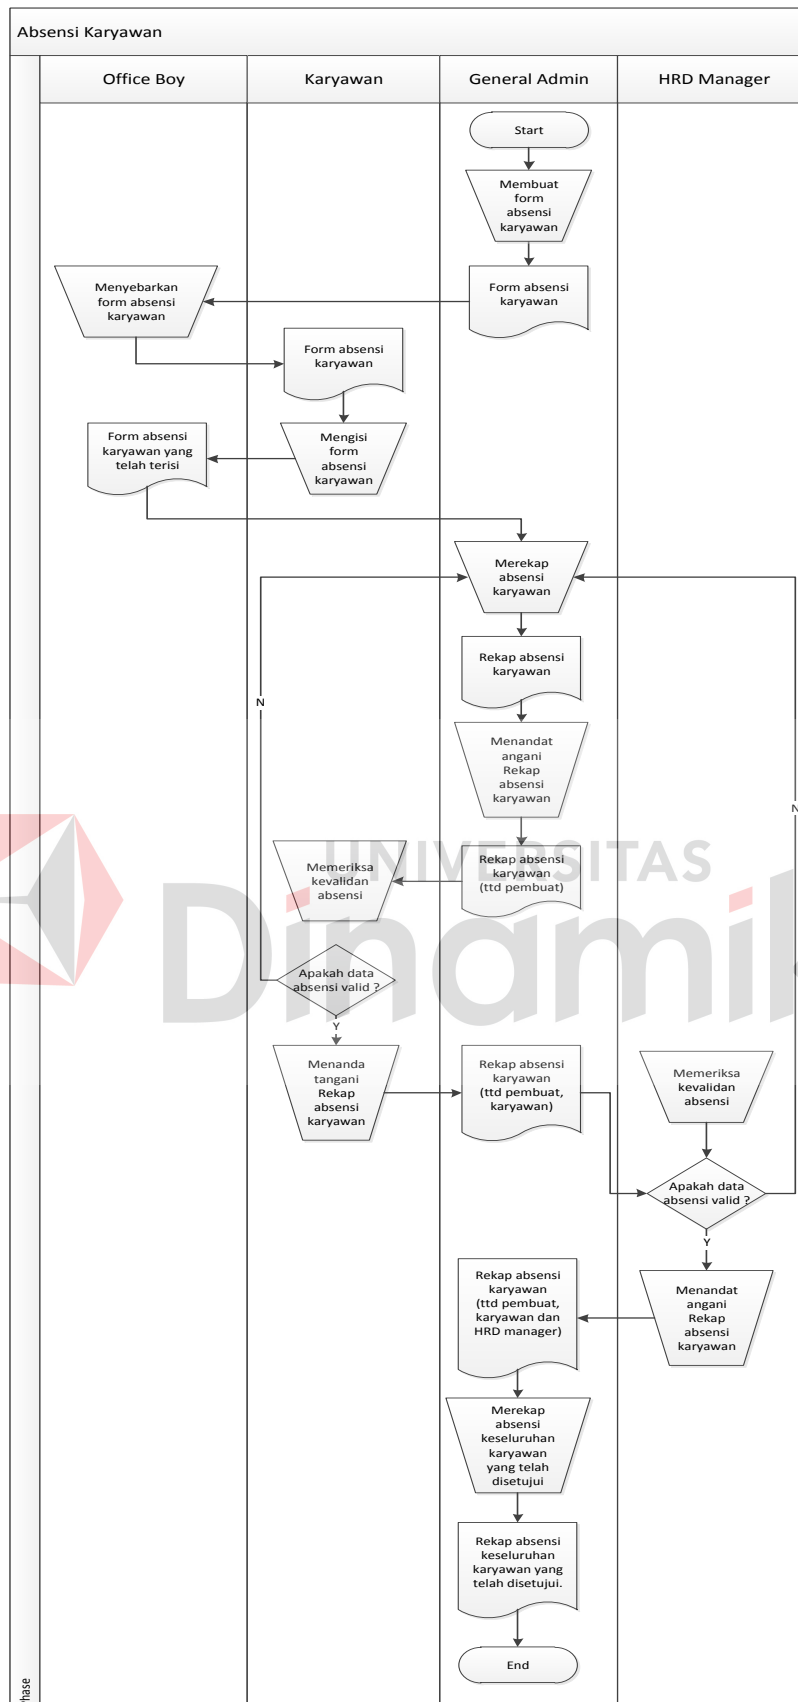 Absensi Karyawan
Office Boy
Karyawan
General Admin
HRD Manager
Start
Membuat
form
absensi
karyawan
Form absensi
karyawan
Menyebarkan
form absensi
karyawan
Form absensi
karyawan
Mengisi
form
absensi
karyawan
Form absensi
karyawan yang
telah terisi
Merekap
absensi
karyawan
Rekap absensi
karyawan
N
Menandat
angani
Rekap
absensi
karyawan
N
UNIVERSITAS
Rekap absensi
karyawan
(ttd pembuat)
Memeriksa
kevalidan
absensi
Dinamik
Apakah data
absensi valid ?
Y
Menanda
tangani
Rekap
absensi
karyawan
Rekap absensi
karyawan
(ttd pembuat,
karyawan)
Memeriksa
kevalidan
absensi
Apakah data
absensi valid ?
Y
Menandat
angani
Rekap
absensi
karyawan
Rekap absensi
karyawan
(ttd pembuat,
karyawan dan
HRD manager)
Merekap
absensi
keseluruhan
karyawan
yang telah
disetujui
Rekap absensi
keseluruhan
karyawan yang
telah disetujui.
End
Phase